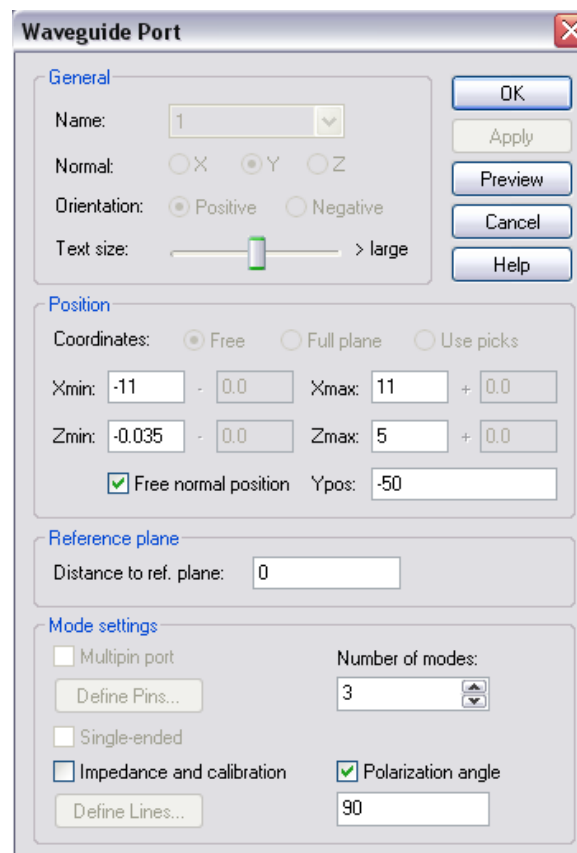 Waveguide Port
General
Name: 1
Normal: X Y Z
Orientation: Positive Negative
Text size: > large
OK
Apply
Preview
Cancel
Help
Position
Coordinates: Free Full plane Use picks
Xmin: -11 - 0.0 Xmax: 11 + 0.0
Zmin: -0.035 - 0.0 Zmax: 5 + 0.0
Free normal position Ypos: -50
Reference plane
Distance to ref. plane: 0
Mode settings
Multipin port Number of modes:
Define Pins... 3
Single-ended
Impedance and calibration Polarization angle
Define Lines... 90